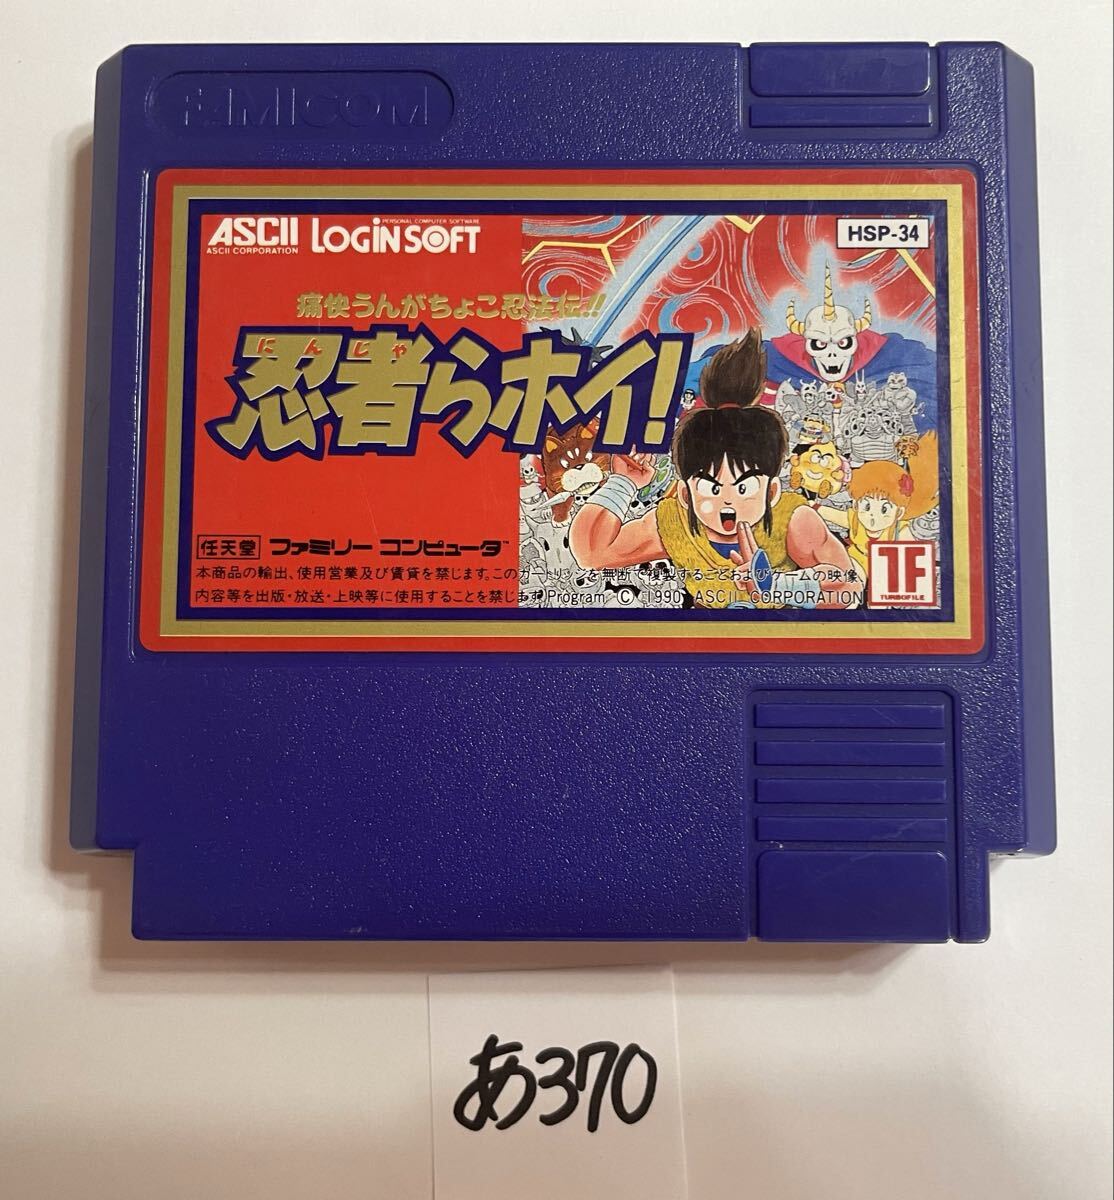 FAMICOM
ASCII LOGiN SOFT
ASCII CORPORATION
PERSONAL COMPUTER SOFTWARE
HSP-34
痛快うんがちょこ忍法伝!!
にんじゃ
忍者らホイ!
任天堂 ファミリー コンピュータ™
本商品の輸出、使用営業及び賃貸を禁じます。このカートリッジを無断で複製することおよびゲームの映像、
内容等を出版・放送・上映等に使用することを禁じます。Program © 1990 ASCII CORPORATION
TF
TURBOFILE
あ370